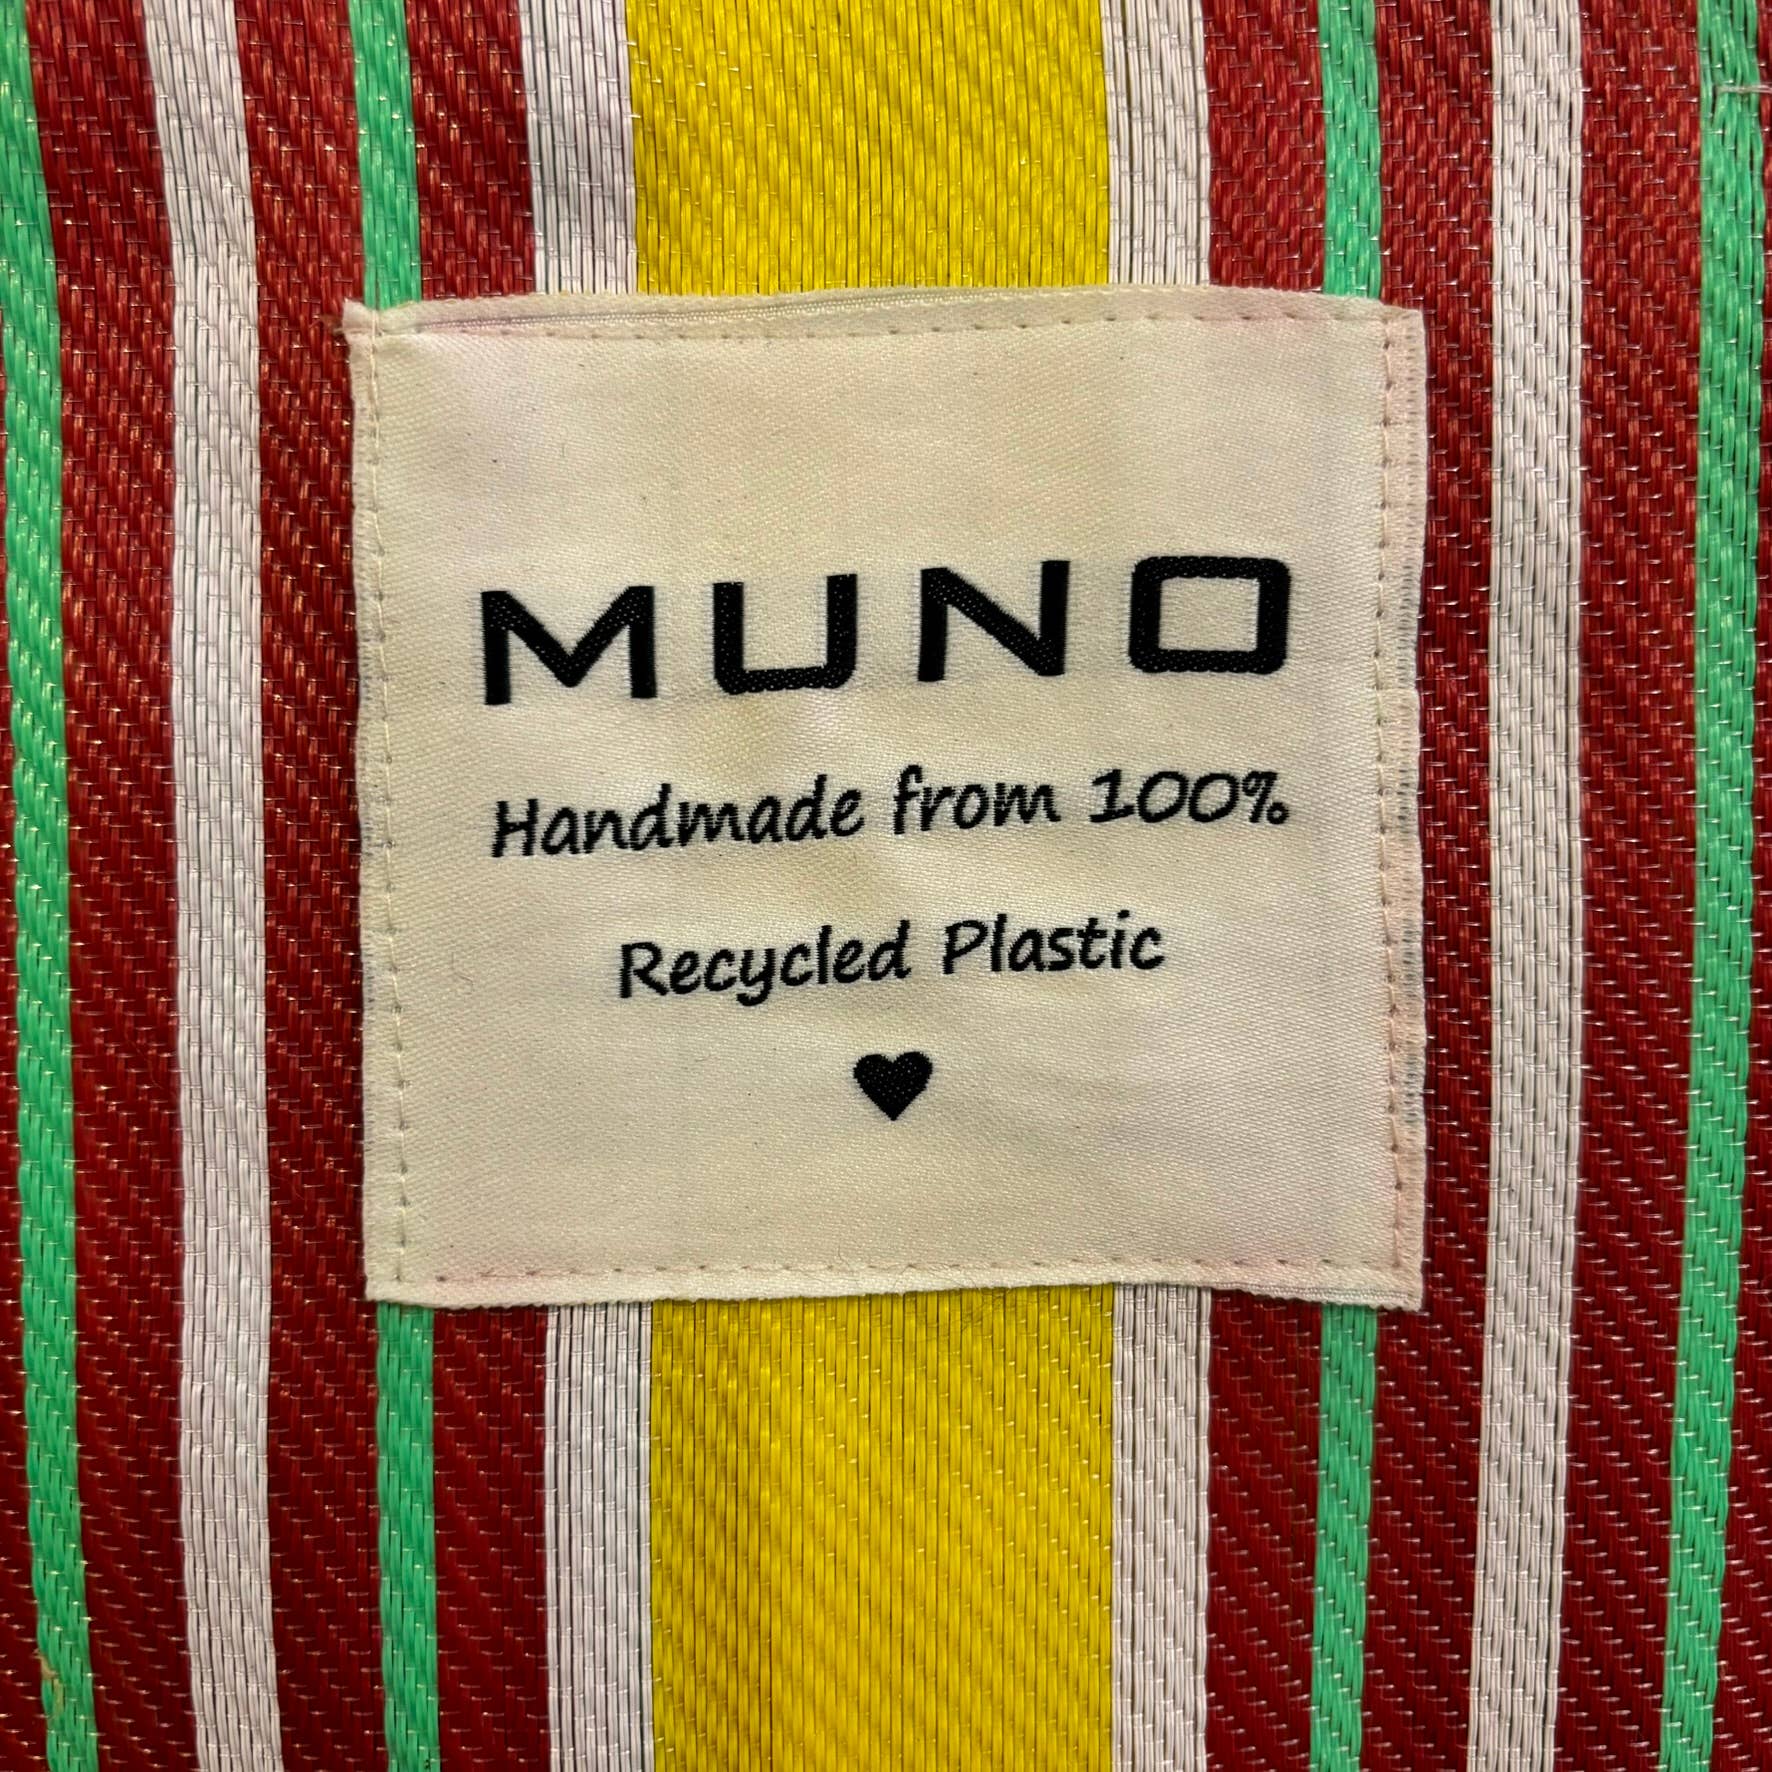 MUNO
Handmade from 100%
Recycled Plastic